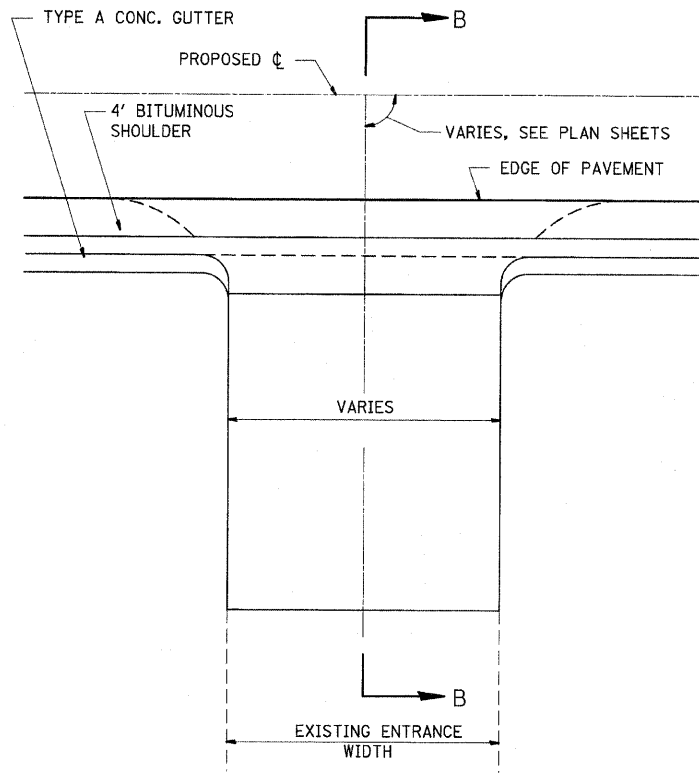 TYPE A CONC. GUTTER
B
PROPOSED ℄
4' BITUMINOUS
SHOULDER
VARIES, SEE PLAN SHEETS
EDGE OF PAVEMENT
VARIES
B
EXISTING ENTRANCE
WIDTH